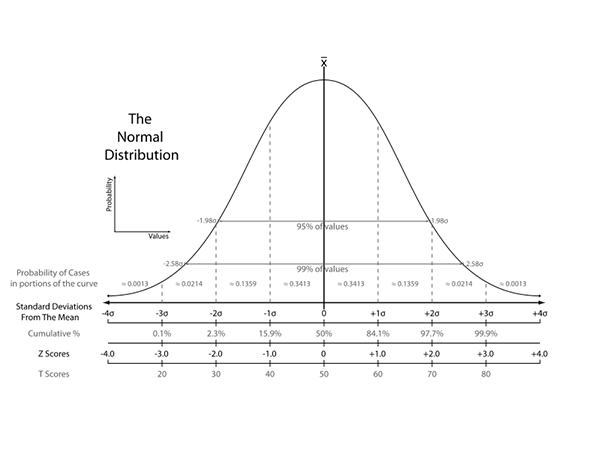 x̄
The
Normal
Distribution
Probability
Values
-1.98σ 1.98σ
95% of values
-2.58σ 2.58σ
99% of values
Probability of Cases
in portions of the curve
≈ 0.0013 ≈ 0.0214 ≈ 0.1359 ≈ 0.3413 ≈ 0.3413 ≈ 0.1359 ≈ 0.0214 ≈ 0.0013
Standard Deviations
From The Mean
-4σ -3σ -2σ -1σ 0 +1σ +2σ +3σ +4σ
Cumulative % 0.1% 2.3% 15.9% 50% 84.1% 97.7% 99.9%
Z Scores -4.0 -3.0 -2.0 -1.0 0 +1.0 +2.0 +3.0 +4.0
T Scores 20 30 40 50 60 70 80